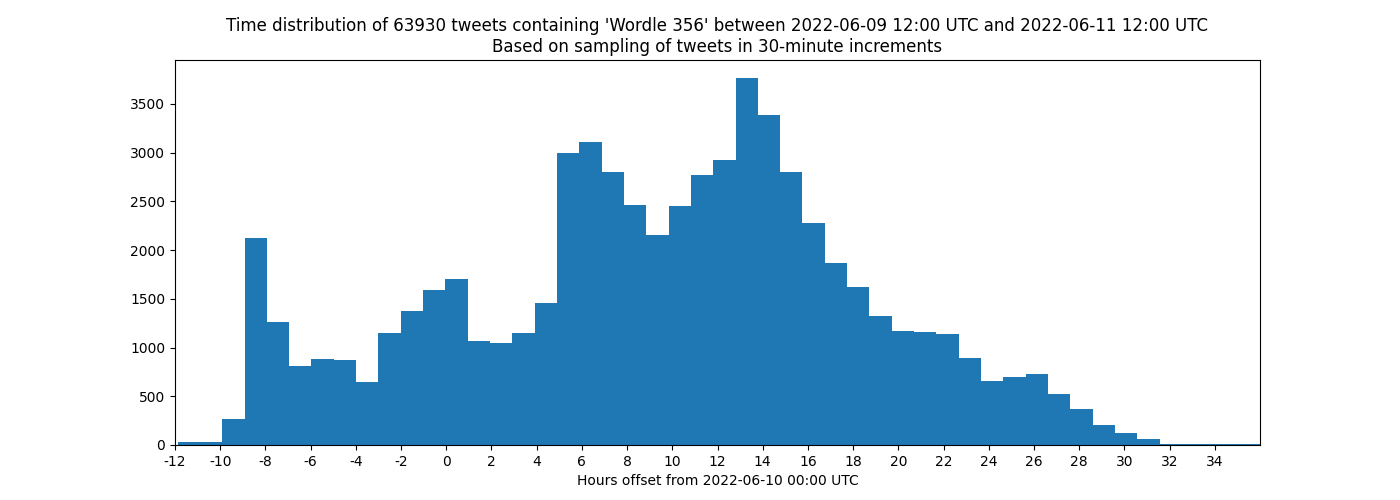 Time distribution of 63930 tweets containing 'Wordle 356' between 2022-06-09 12:00 UTC and 2022-06-11 12:00 UTC
Based on sampling of tweets in 30-minute increments
3500
3000
2500
2000
1500
1000
500
0
-12 -10 -8 -6 -4 -2 0 2 4 6 8 10 12 14 16 18 20 22 24 26 28 30 32 34
Hours offset from 2022-06-10 00:00 UTC